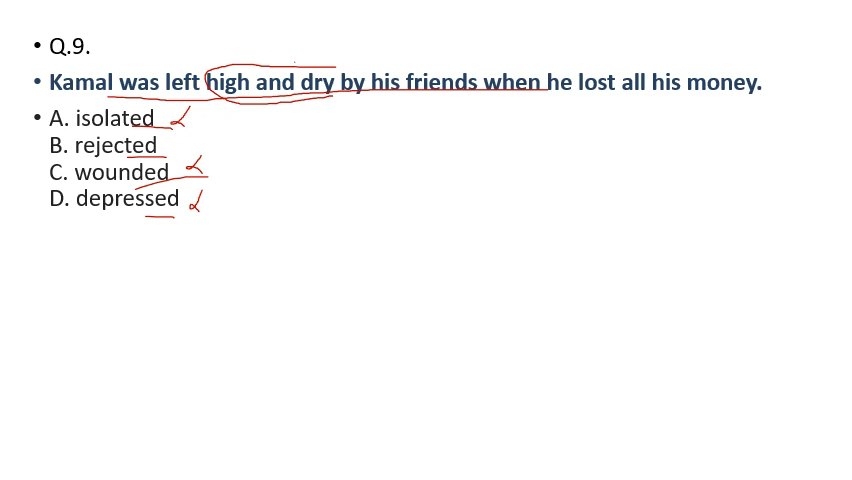 • Q.9.
• Kamal was left high and dry by his friends when he lost all his money.
• A. isolated
B. rejected
C. wounded
D. depressed